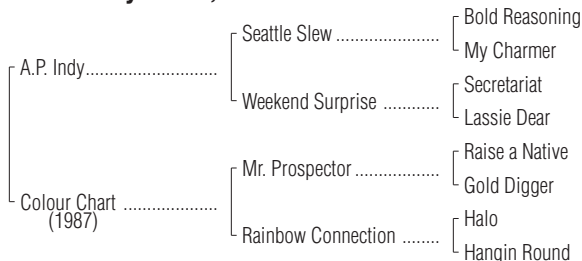 Bold Reasoning
Seattle Slew ........................
My Charmer
A.P. Indy...............................
Secretariat
Weekend Surprise .............
Lassie Dear
Raise a Native
Mr. Prospector ....................
Gold Digger
Colour Chart ......................
(1987)
Halo
Rainbow Connection ........
Hangin Round